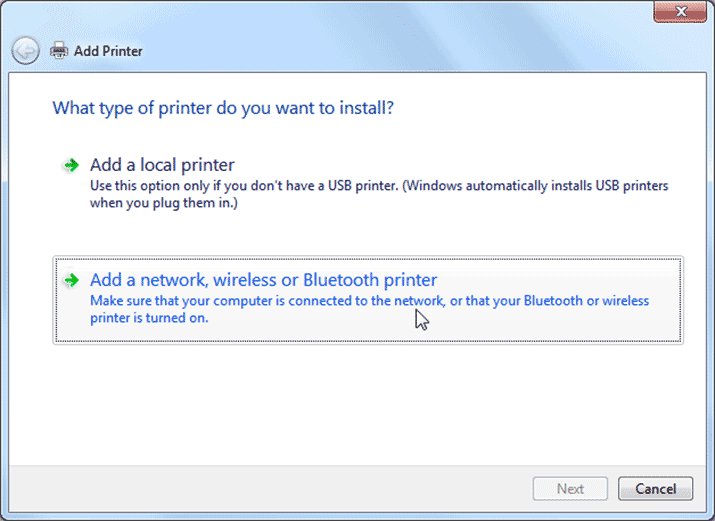 Add Printer
What type of printer do you want to install?
Add a local printer
Use this option only if you don't have a USB printer. (Windows automatically installs USB printers
when you plug them in.)
Add a network, wireless or Bluetooth printer
Make sure that your computer is connected to the network, or that your Bluetooth or wireless
printer is turned on.
Next
Cancel